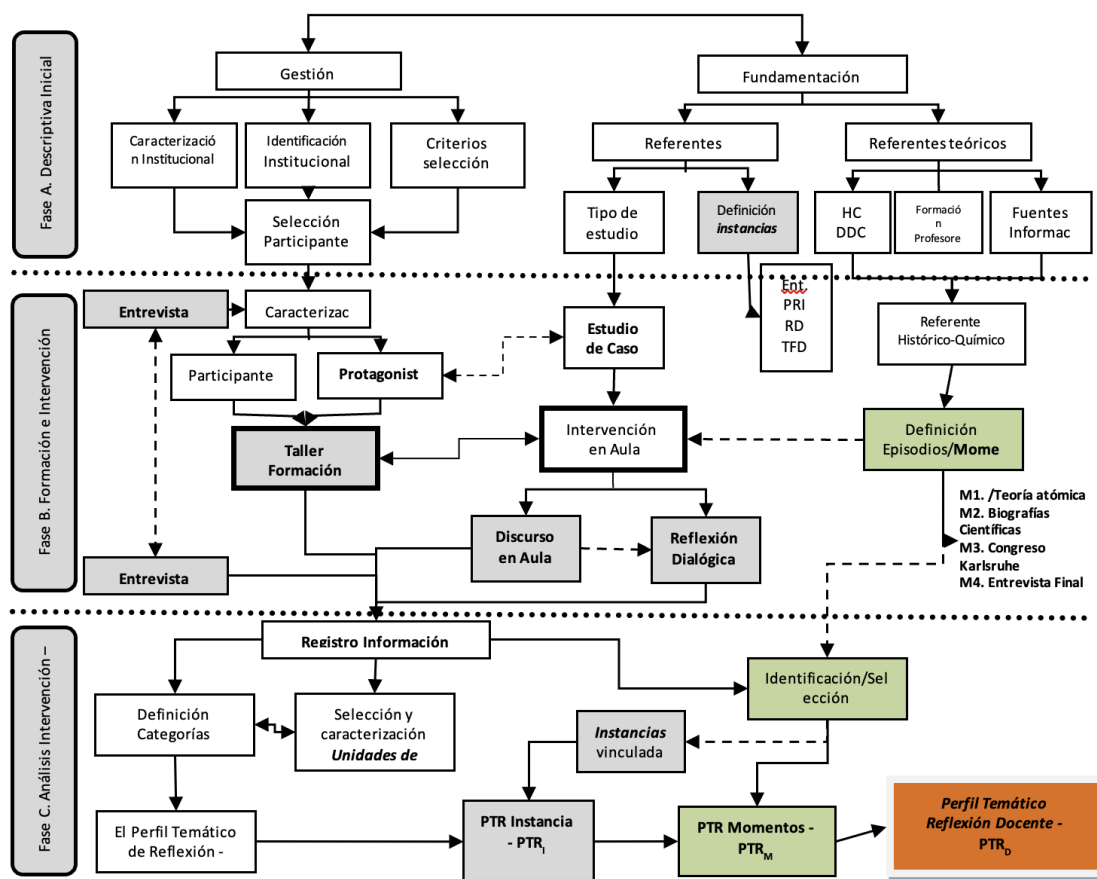 Fase A. Descriptiva Inicial
Gestión
Fundamentación
Caracterizació
n Institucional
Identificación
Institucional
Criterios
selección
Referentes
Referentes teóricos
Selección
Participante
Tipo de
estudio
Definición
instancias
HC
DDC
Formació
n
Profesore
Fuentes
Informac
Fase B. Formación e Intervención
Entrevista
Caracterizac
Participante
Protagonist
Estudio
de Caso
Ent.
PRI
RD
TFD
Referente
Histórico-Químico
Taller
Formación
Intervención
en Aula
Definición
Episodios/Mome
Discurso
en Aula
Reflexión
Dialógica
M1. /Teoría atómica
M2. Biografías
Científicas
M3. Congreso
Karlsruhe
M4. Entrevista Final
Entrevista
Fase C. Análisis Intervención –
Registro Información
Identificación/Sel
ección
Definición
Categorías
Selección y
caracterización
Unidades de
Instancias
vinculada
El Perfil Temático
de Reflexión -
PTR Instancia
- PTRI
PTR Momentos -
PTRM
Perfil Temático
Reflexión Docente -
PTRD